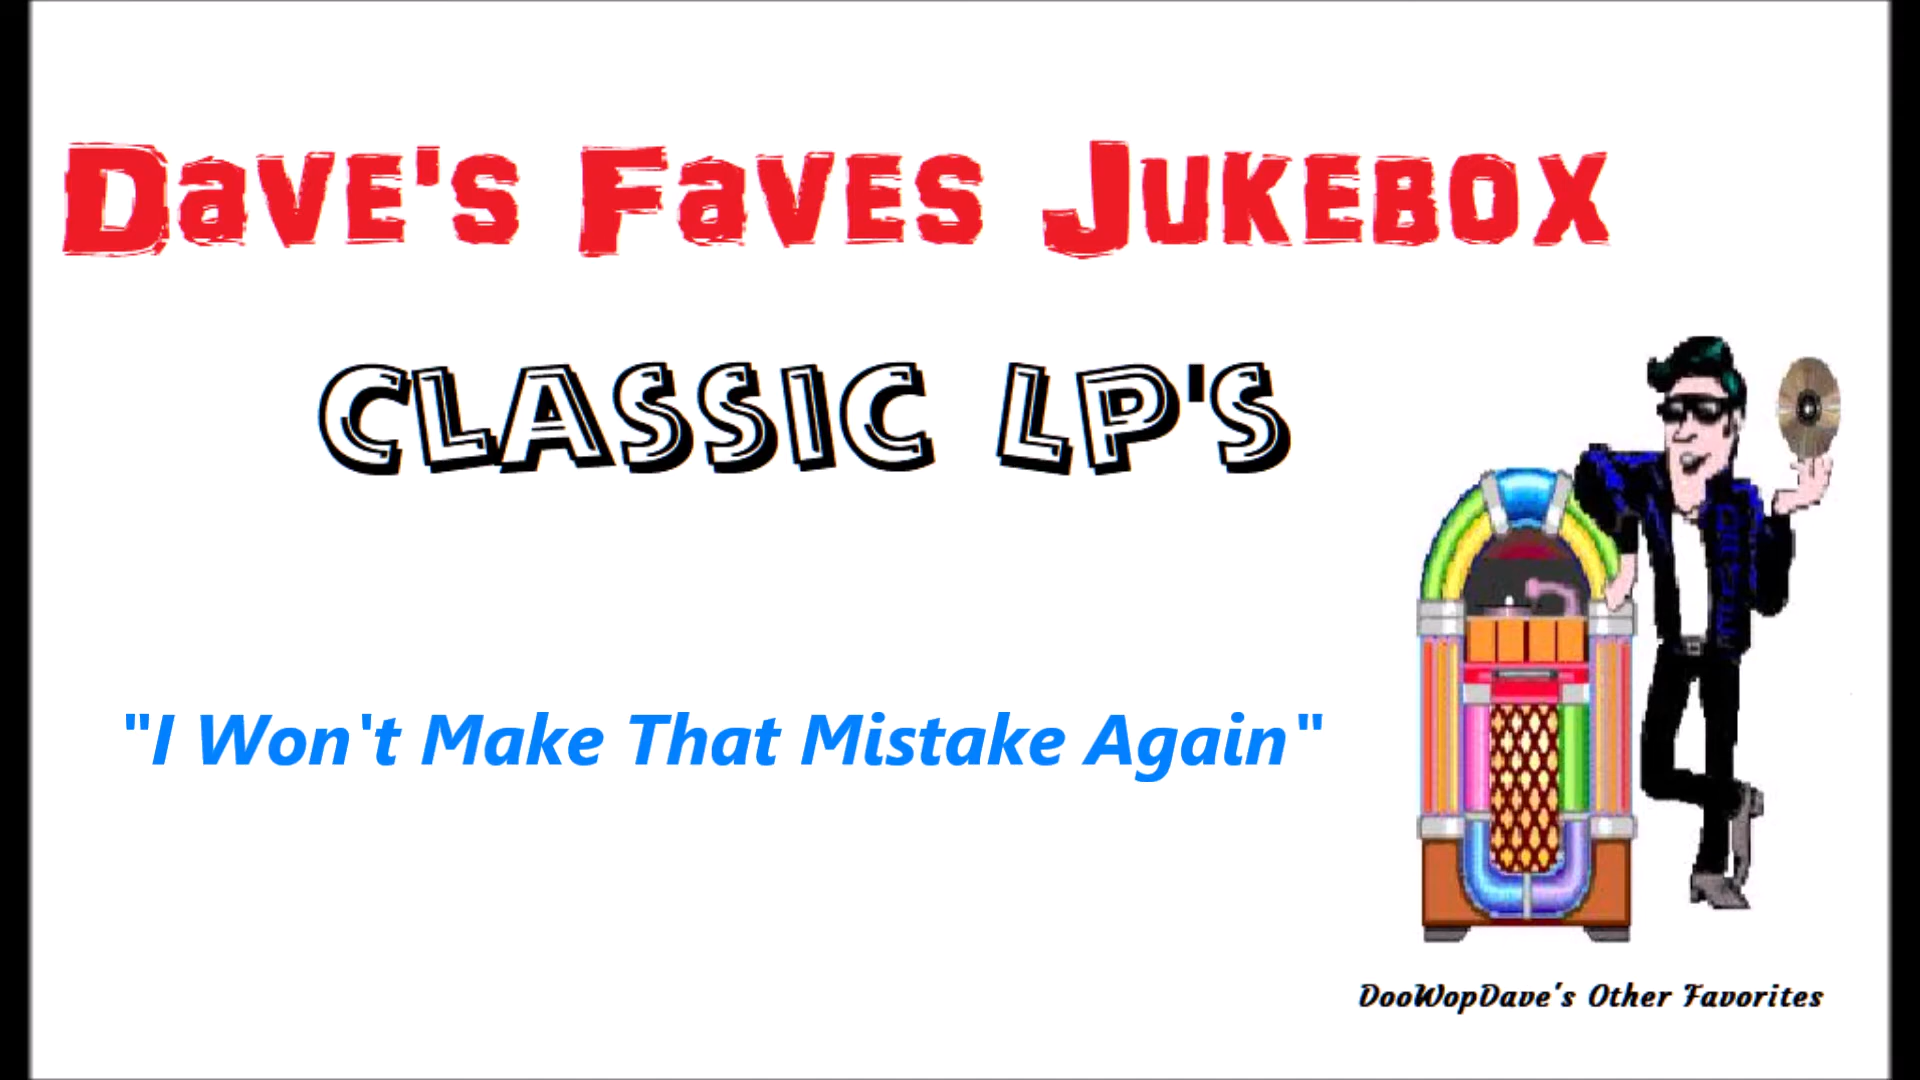 Dave's Faves Jukebox
CLASSIC LP'S
"I Won't Make That Mistake Again"
DooWopDave's Other Favorites